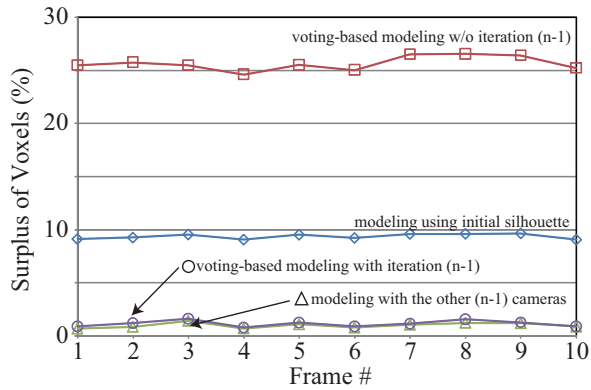 30
voting-based modeling w/o iteration (n-1)
20
Surplus of Voxels (%)
modeling using initial silhouette
10
voting-based modeling with iteration (n-1)
modeling with the other (n-1) cameras
0
1 2 3 4 5 6 7 8 9 10
Frame #